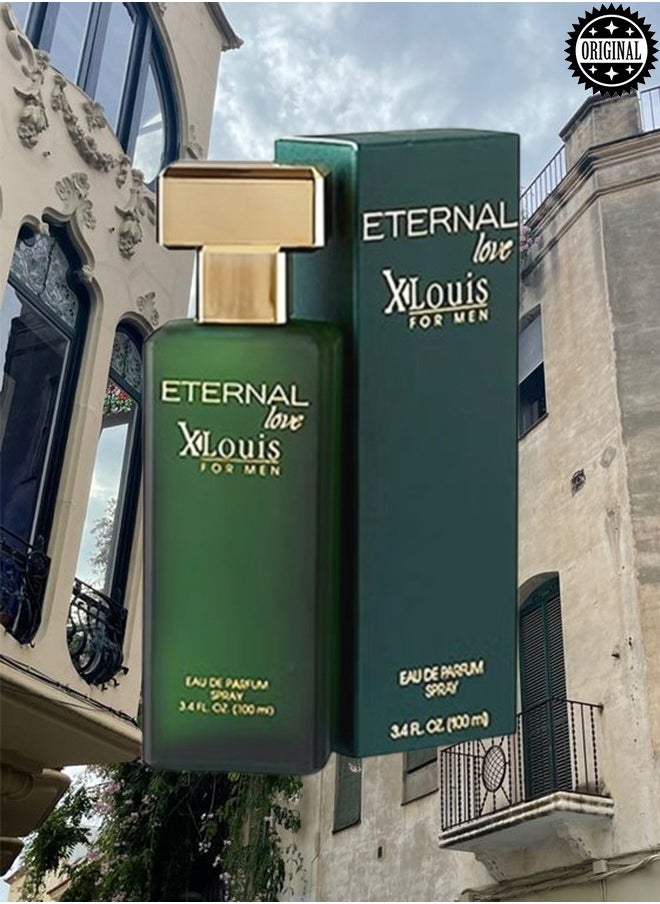 ORIGINAL
ETERNAL
love
XLouis
FOR MEN
EAU DE PARFUM
SPRAY
3.4 FL. OZ. (100 ml)
ETERNAL
love
XLouis
FOR MEN
EAU DE PARFUM
SPRAY
3.4 FL. OZ. (100 ml)